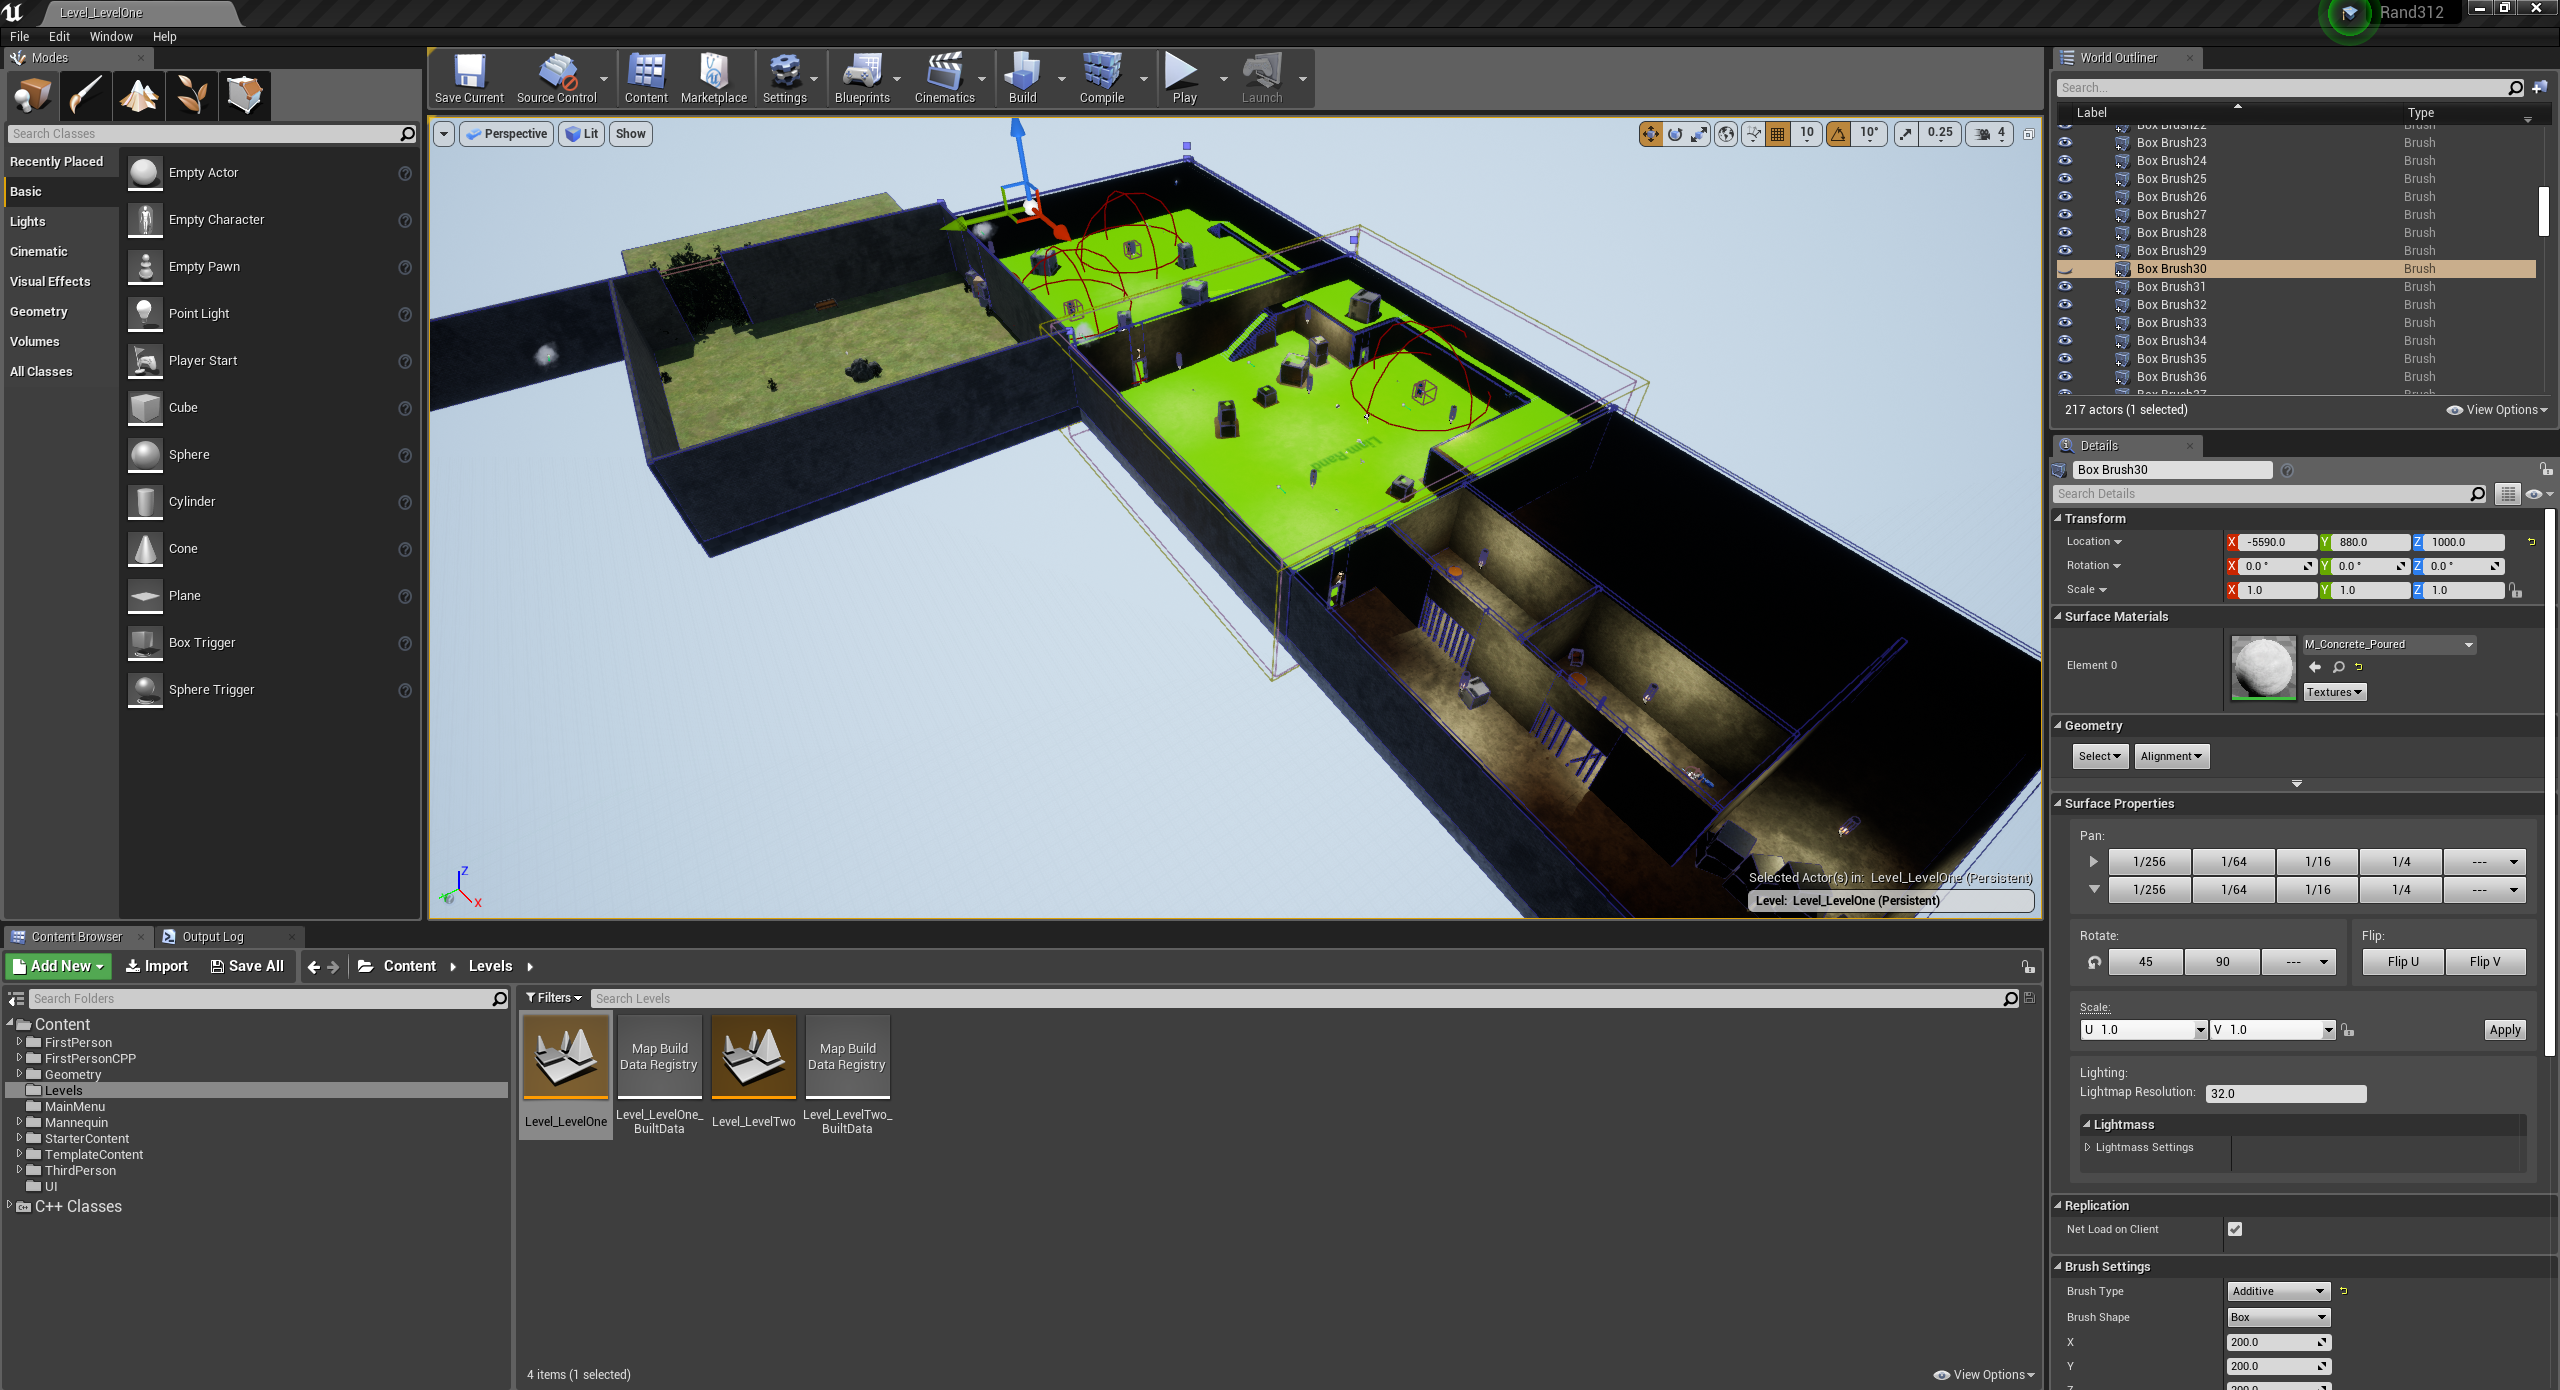 Level_LevelOne
Rand312
File Edit Window Help
Modes
Search Classes
Recently Placed
Basic
Lights
Cinematic
Visual Effects
Geometry
Volumes
All Classes
Empty Actor
Empty Character
Empty Pawn
Point Light
Player Start
Cube
Sphere
Cylinder
Cone
Plane
Box Trigger
Sphere Trigger
Save Current
Source Control
Content
Marketplace
Settings
Blueprints
Cinematics
Build
Compile
Play
Launch
Perspective
Lit
Show
10
10°
0.25
4
Selected Actor(s) in: Level_LevelOne (Persistent)
Level: Level_LevelOne (Persistent)
World Outliner
Search...
Label Type
Box Brush22 Brush
Box Brush23 Brush
Box Brush24 Brush
Box Brush25 Brush
Box Brush26 Brush
Box Brush27 Brush
Box Brush28 Brush
Box Brush29 Brush
Box Brush30 Brush
Box Brush31 Brush
Box Brush32 Brush
Box Brush33 Brush
Box Brush34 Brush
Box Brush35 Brush
Box Brush36 Brush
Box Brush37 Brush
217 actors (1 selected)
View Options
Details
Box Brush30
Search Details
Transform
Location X -5590.0 Y 880.0 Z 1000.0
Rotation X 0.0 ° Y 0.0 ° Z 0.0 °
Scale X 1.0 Y 1.0 Z 1.0
Surface Materials
Element 0
M_Concrete_Poured
Textures
Geometry
Select Alignment
Surface Properties
Pan:
1/256 1/64 1/16 1/4 ---
1/256 1/64 1/16 1/4 ---
Rotate: Flip:
45 90 --- Flip U Flip V
Scale:
U 1.0 V 1.0 Apply
Lighting:
Lightmap Resolution: 32.0
Lightmass
Lightmass Settings
Replication
Net Load on Client
Brush Settings
Brush Type Additive
Brush Shape Box
X 200.0
Y 200.0
Z 200.0
Content Browser
Output Log
Add New Import Save All Content Levels
Search Folders
Content
FirstPerson
FirstPersonCPP
Geometry
Levels
MainMenu
Mannequin
StarterContent
TemplateContent
ThirdPerson
UI
C++ Classes
Filters
Search Levels
Map Build
Data Registry
Map Build
Data Registry
Level_LevelOne
Level_LevelOne_
BuiltData
Level_LevelTwo
Level_LevelTwo_
BuiltData
4 items (1 selected)
View Options